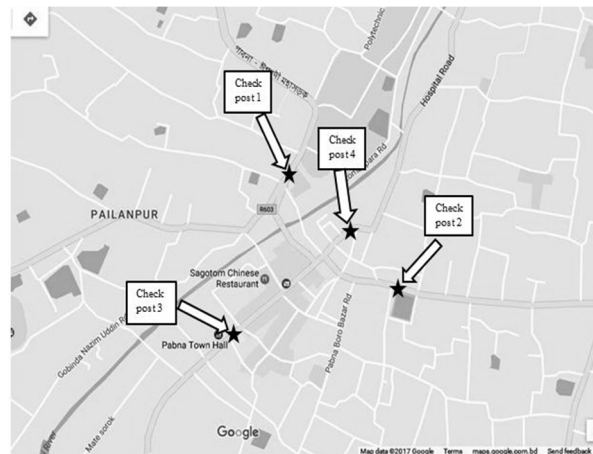 Polytechnic
Hospital Road
Check
post 1
Check
post 4
R603
PAILANPUR
Check
post 2
Sagotom Chinese
Restaurant
Check
post 3
Pabna Town Hall
Pabna Boro Bazar Rd
Gobinda Nazim Uddin
Mate sorok
Google
Map data ©2017 Google Terms maps.google.com.bd Send feedback